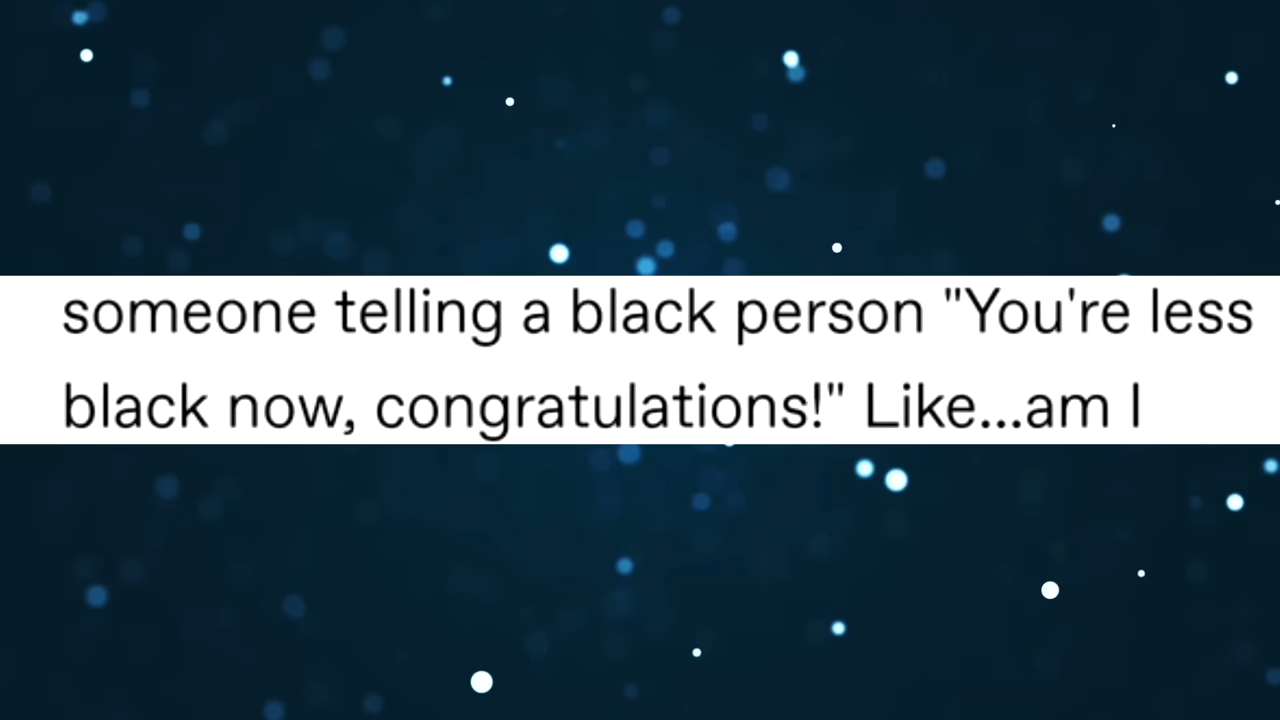 someone telling a black person "You're less
black now, congratulations!" Like...am I